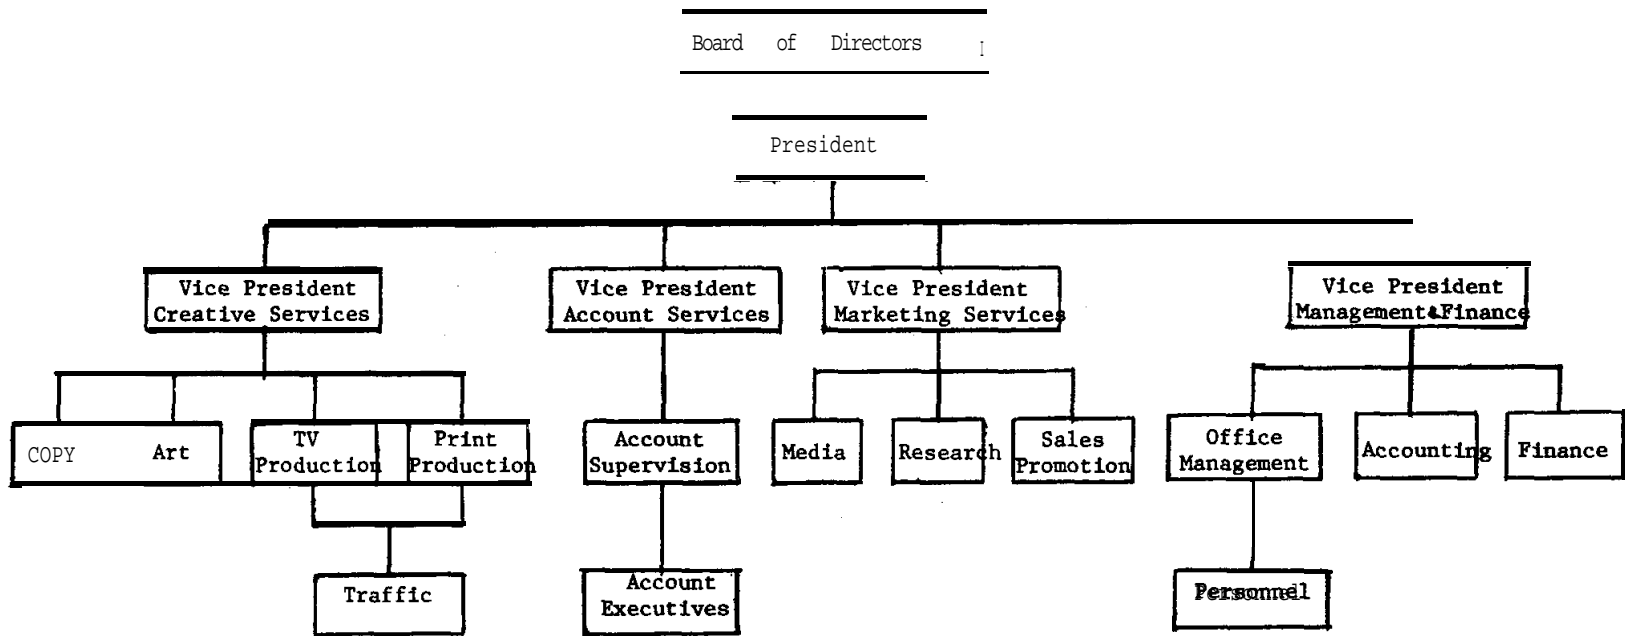 Board of Directors
President
Vice President
Creative Services
Vice President
Account Services
Vice President
Marketing Services
Vice President
Management&Finance
COPY
Art
TV
Production
Print
Production
Account
Supervision
Media
Research
Sales
Promotion
Office
Management
Accounting
Finance
Traffic
Account
Executives
Personnel